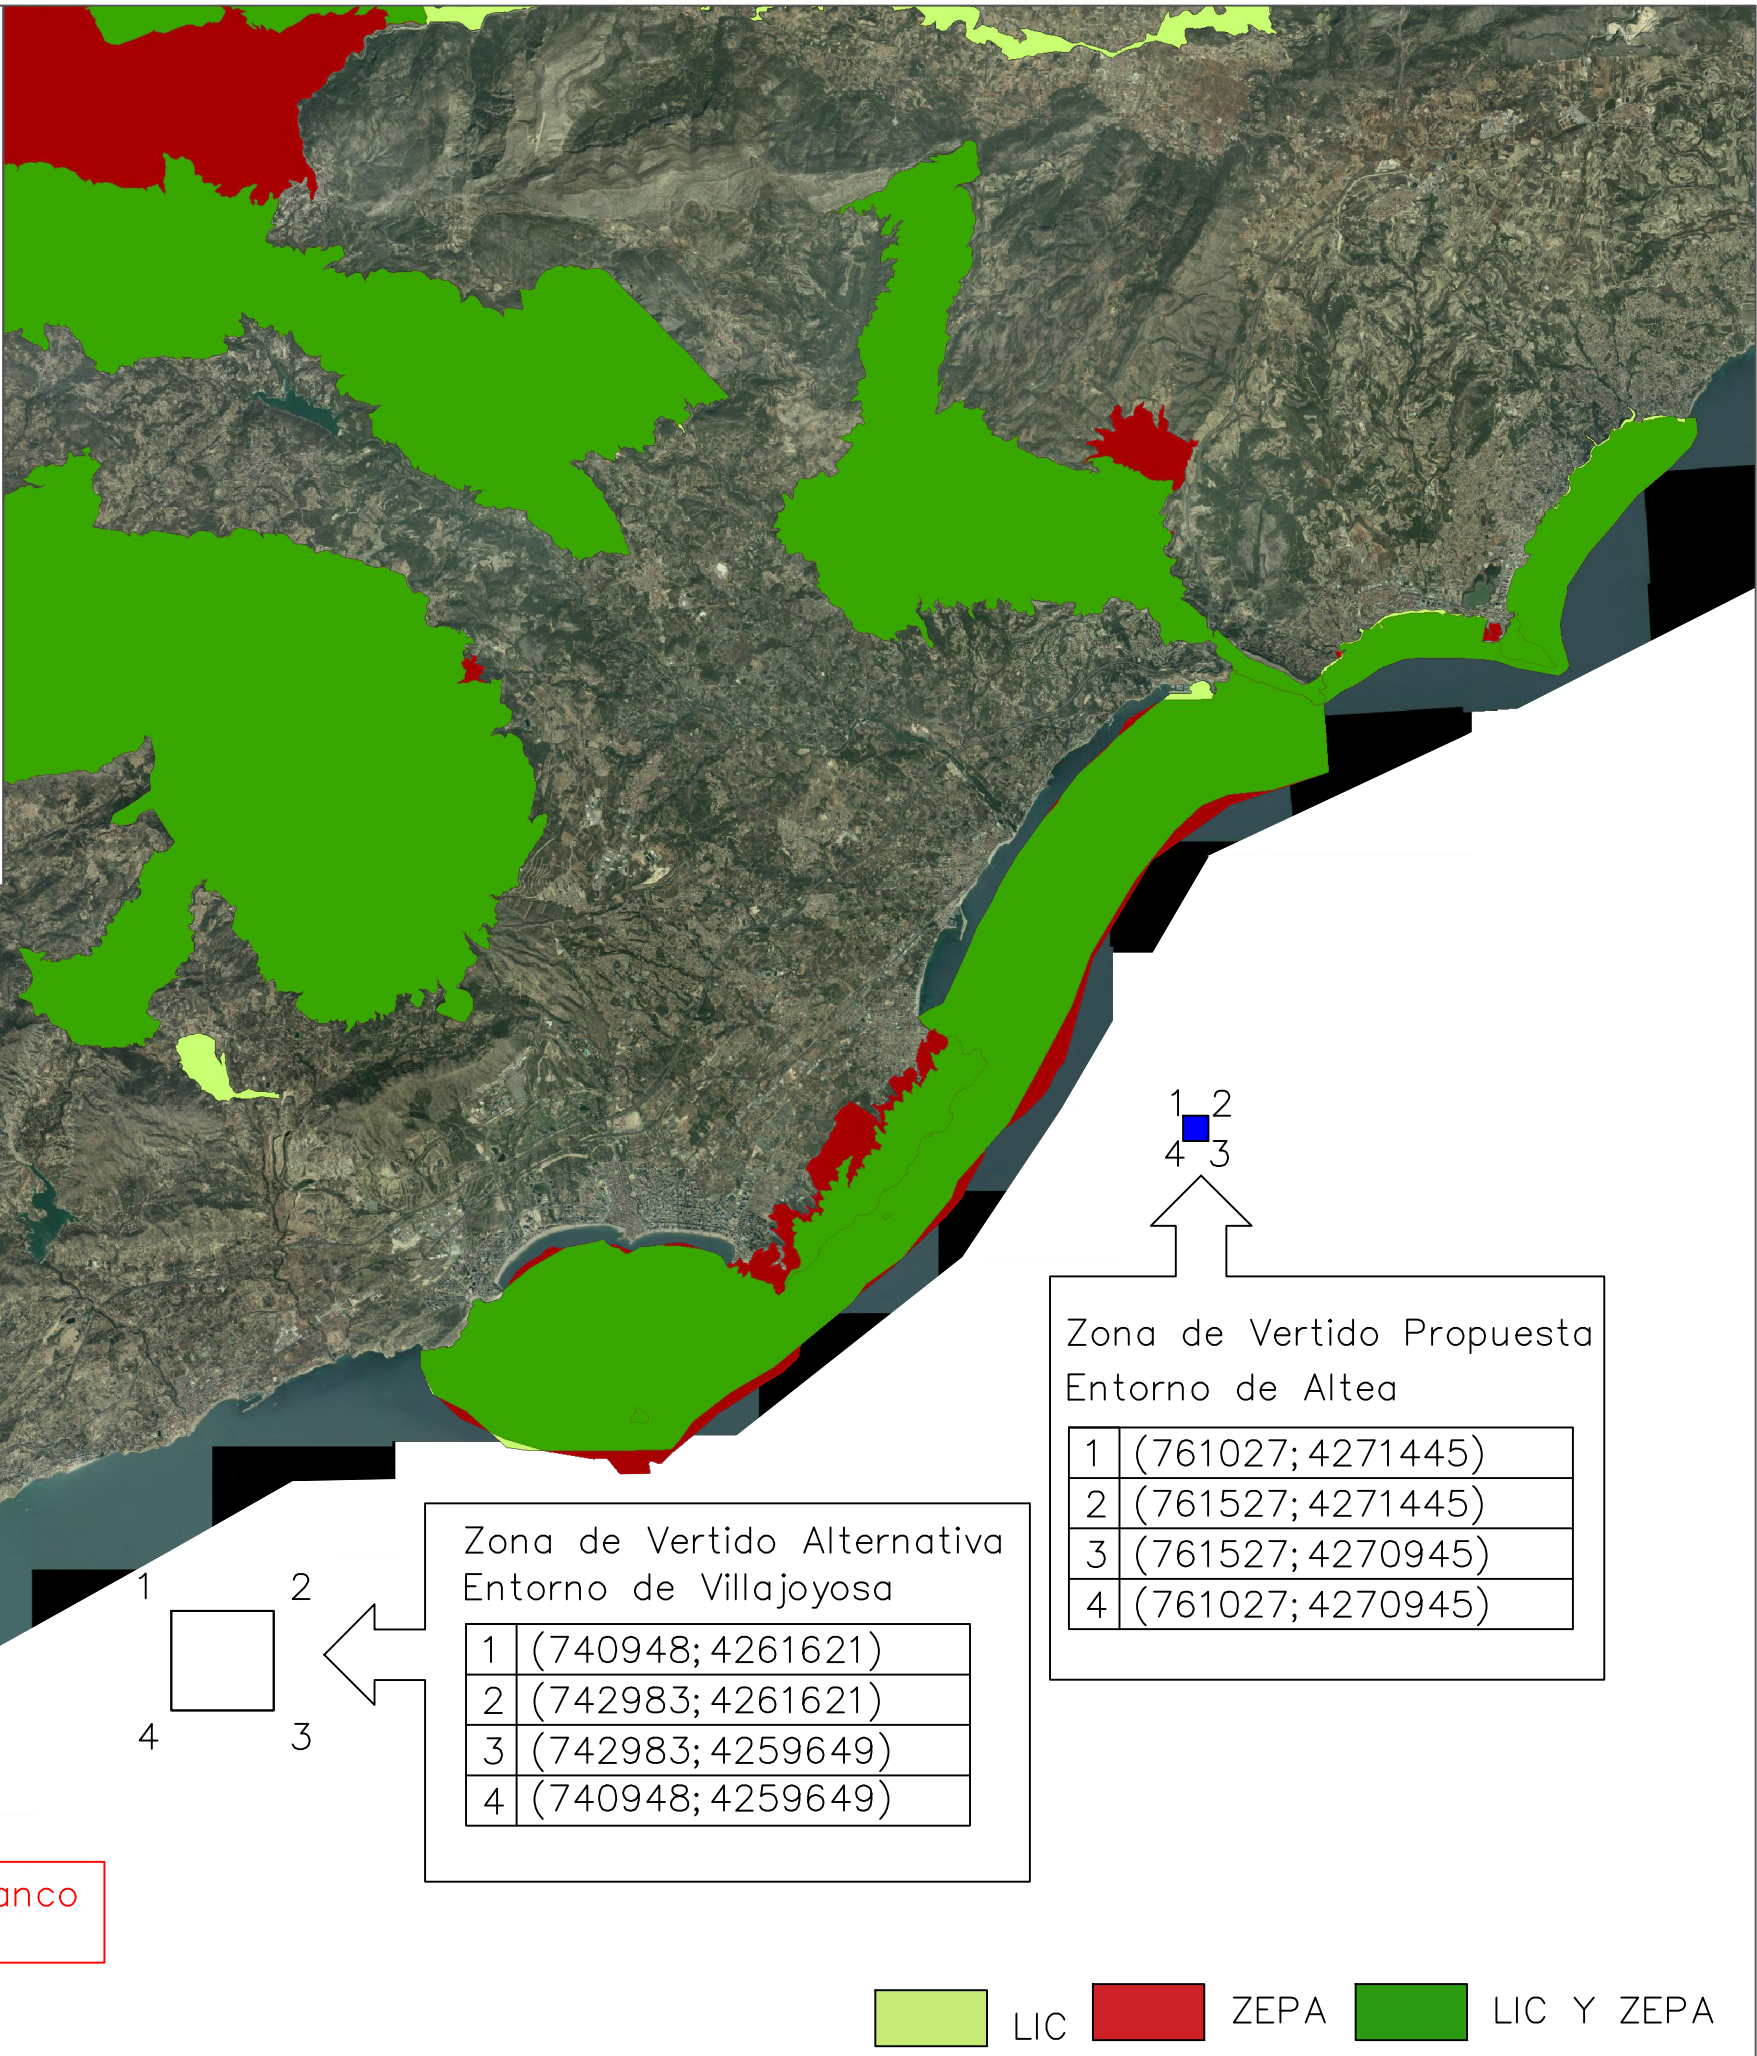 1 2
4 3
Zona de Vertido Propuesta
Entorno de Altea
1 (761027; 4271445)
2 (761527; 4271445)
3 (761527; 4270945)
4 (761027; 4270945)
1 2
4 3
Zona de Vertido Alternativa
Entorno de Villajoyosa
1 (740948; 4261621)
2 (742983; 4261621)
3 (742983; 4259649)
4 (740948; 4259649)
anco
LIC ZEPA LIC Y ZEPA